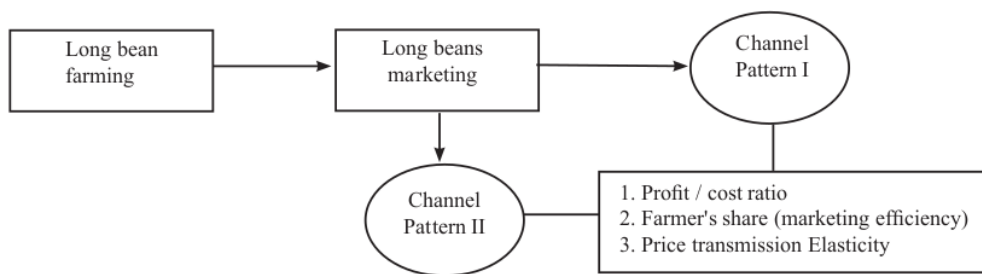 Long bean
farming
Long beans
marketing
Channel
Pattern I
Channel
Pattern II
1. Profit / cost ratio
2. Farmer's share (marketing efficiency)
3. Price transmission Elasticity